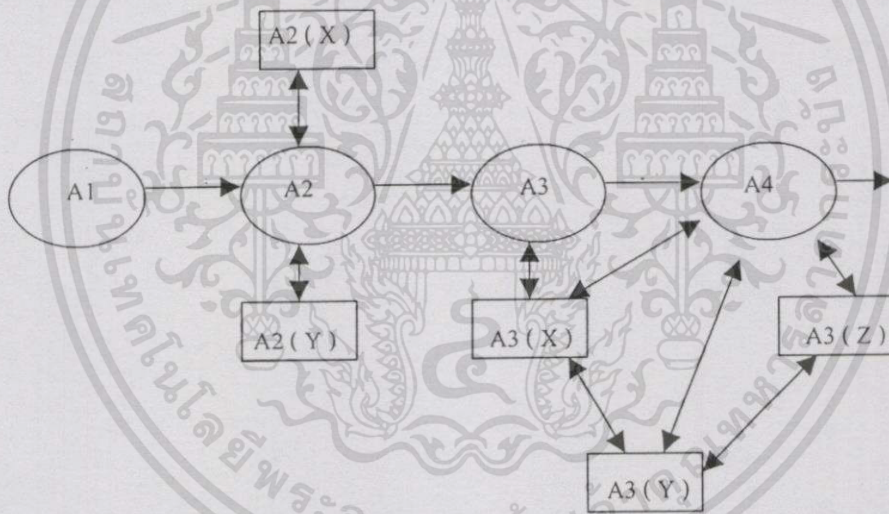 A2 ( X )
A1
A2
A3
A4
A2 ( Y )
A3 ( X )
A3 ( Z )
A3 ( Y )